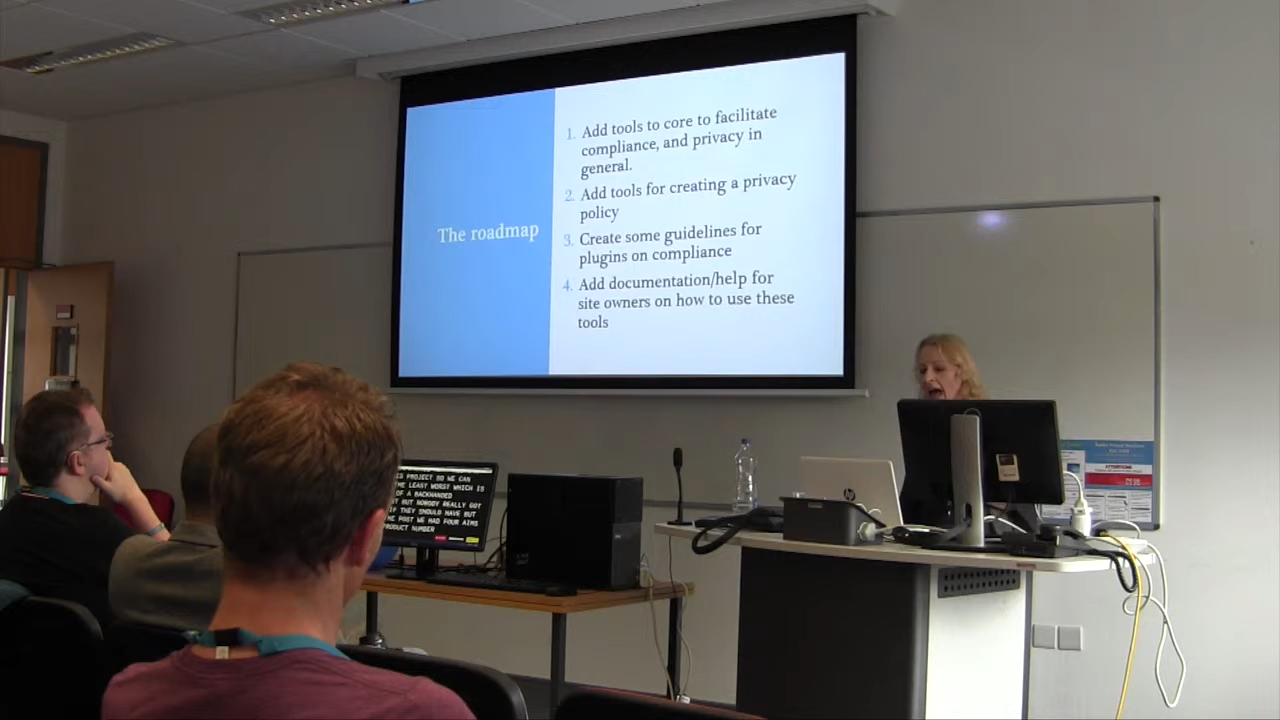 The roadmap
1. Add tools to core to facilitate
compliance, and privacy in
general.
2. Add tools for creating a privacy
policy
3. Create some guidelines for
plugins on compliance
4. Add documentation/help for
site owners on how to use these
tools
IS PROJECT SO WE CAN
THE LEAST WORST WHICH IS
OF A BACKHANDED
BUT NOBODY REALLY GOT
IF THEY SHOULD HAVE BUT
POST WE HAD FOUR AIMS
PRODUCT NUMBER
hp